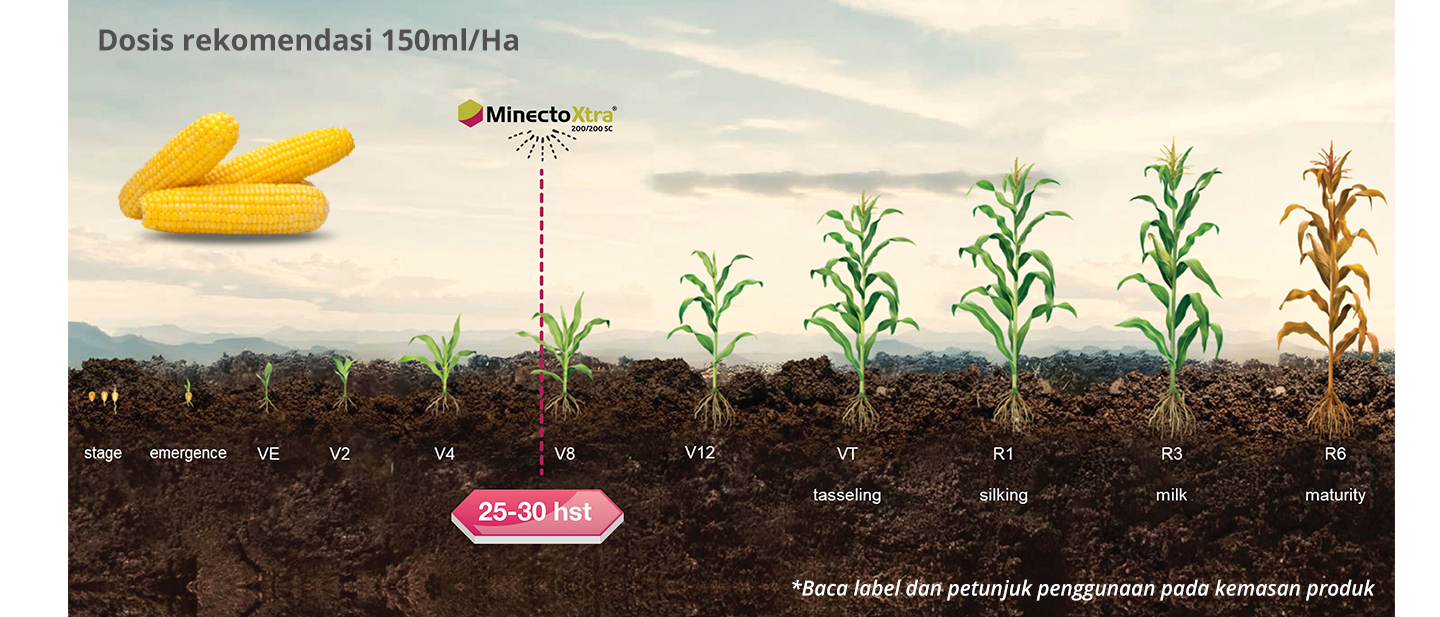 Dosis rekomendasi 150ml/Ha
MinectoXtra®
200/200 SC
stage emergence VE V2 V4 V8 V12 VT R1 R3 R6
tasseling silking milk maturity
25-30 hst
*Baca label dan petunjuk penggunaan pada kemasan produk